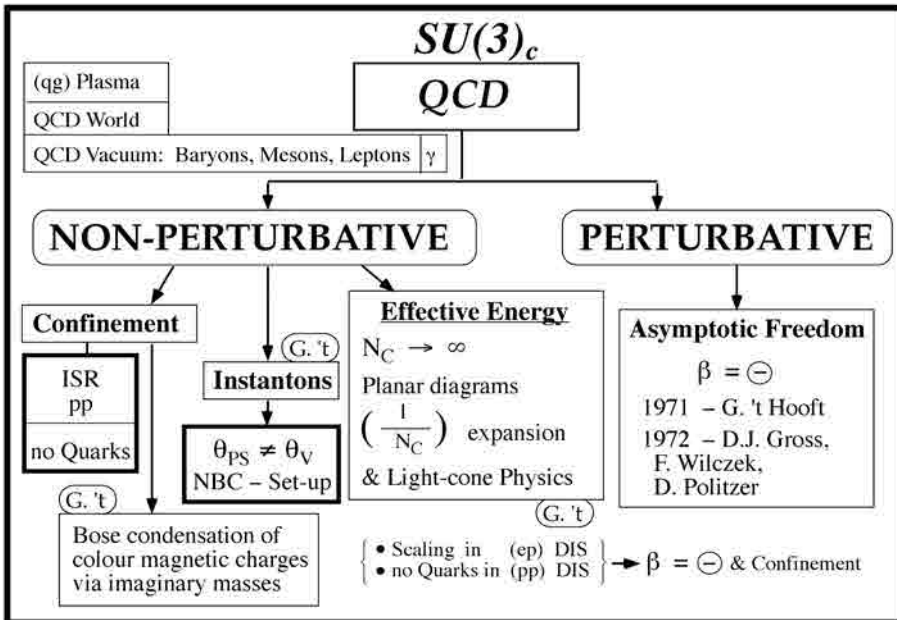 SU(3)c
QCD
(qg) Plasma
QCD World
QCD Vacuum: Baryons, Mesons, Leptons γ
NON-PERTURBATIVE
PERTURBATIVE
Confinement
ISR
pp
no Quarks
G. 't
Bose condensation of
colour magnetic charges
via imaginary masses
G. 't
Instantons
θPS ≠ θV
NBC – Set-up
Effective Energy
NC → ∞
Planar diagrams
(1/NC) expansion
& Light-cone Physics
G. 't
Asymptotic Freedom
β = ⊖
1971 – G. 't Hooft
1972 – D.J. Gross,
F. Wilczek,
D. Politzer
• Scaling in (ep) DIS
• no Quarks in (pp) DIS
→ β = ⊖ & Confinement